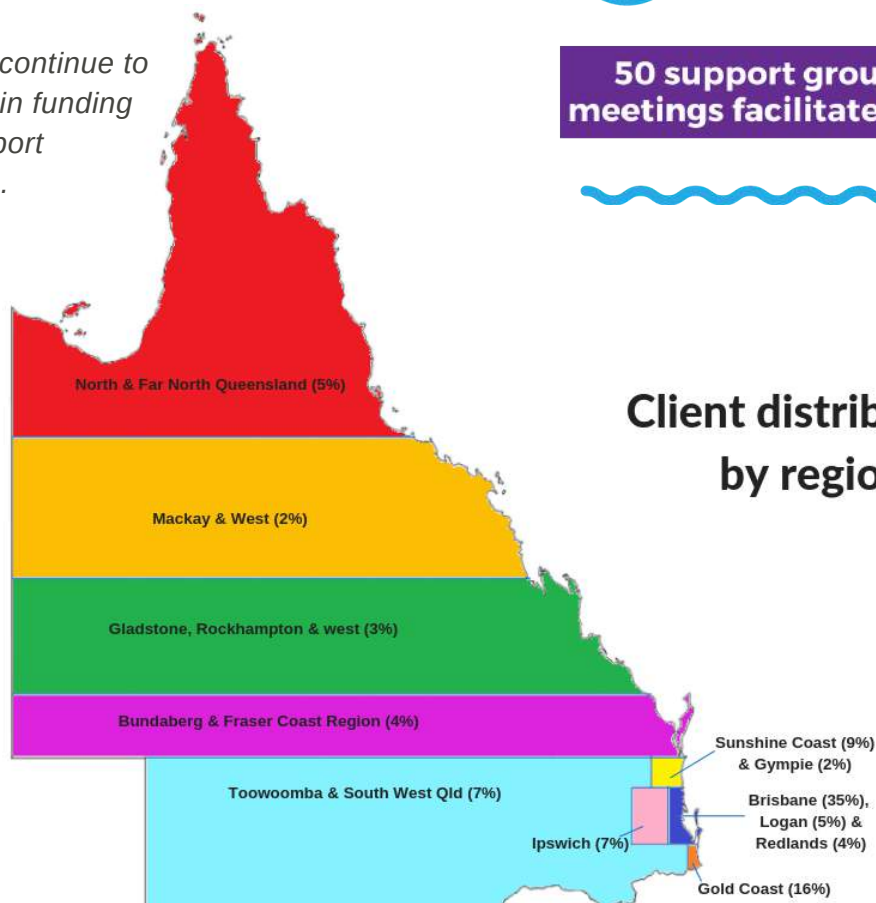 continue to
in funding
port
.
50 support grou
meetings facilitate
Client distrib
by regio
North & Far North Queensland (5%)
Mackay & West (2%)
Gladstone, Rockhampton & west (3%)
Bundaberg & Fraser Coast Region (4%)
Toowoomba & South West Qld (7%)
Sunshine Coast (9%)
& Gympie (2%)
Brisbane (35%),
Logan (5%) &
Redlands (4%)
Ipswich (7%)
Gold Coast (16%)